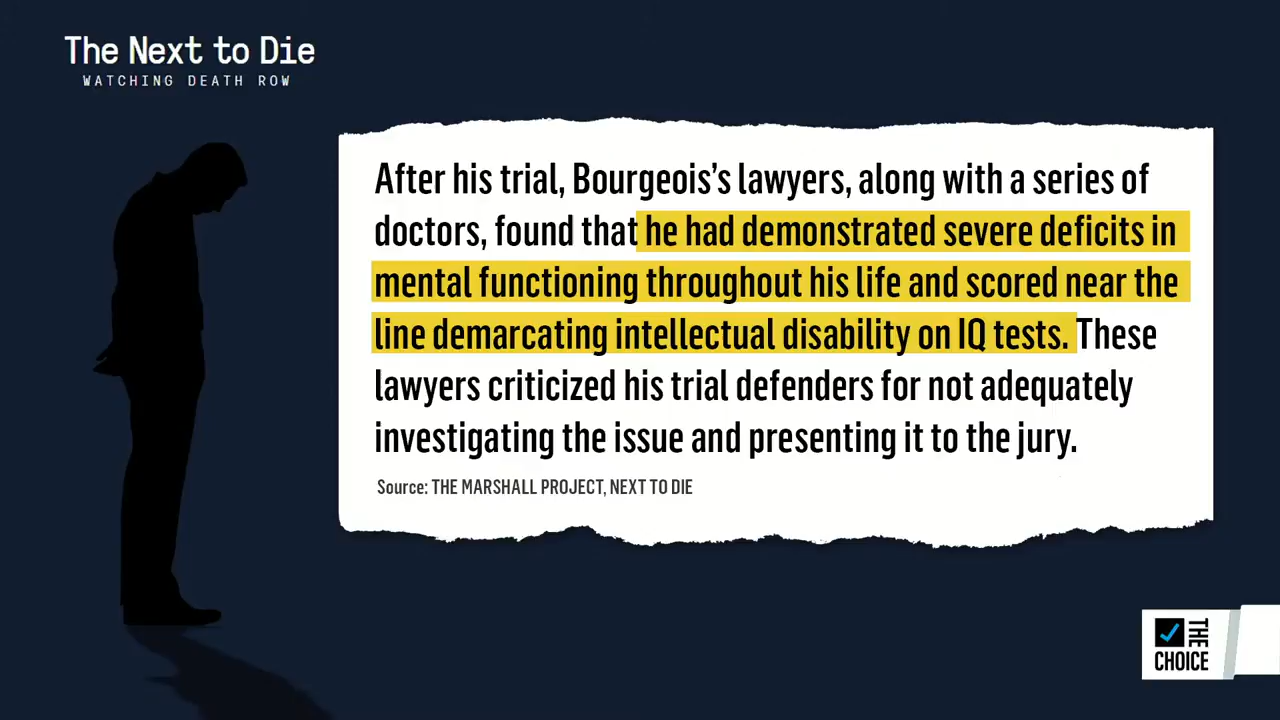 The Next to Die
WATCHING DEATH ROW
After his trial, Bourgeois's lawyers, along with a series of
doctors, found that he had demonstrated severe deficits in
mental functioning throughout his life and scored near the
line demarcating intellectual disability on IQ tests. These
lawyers criticized his trial defenders for not adequately
investigating the issue and presenting it to the jury.
Source: THE MARSHALL PROJECT, NEXT TO DIE
THE
CHOICE